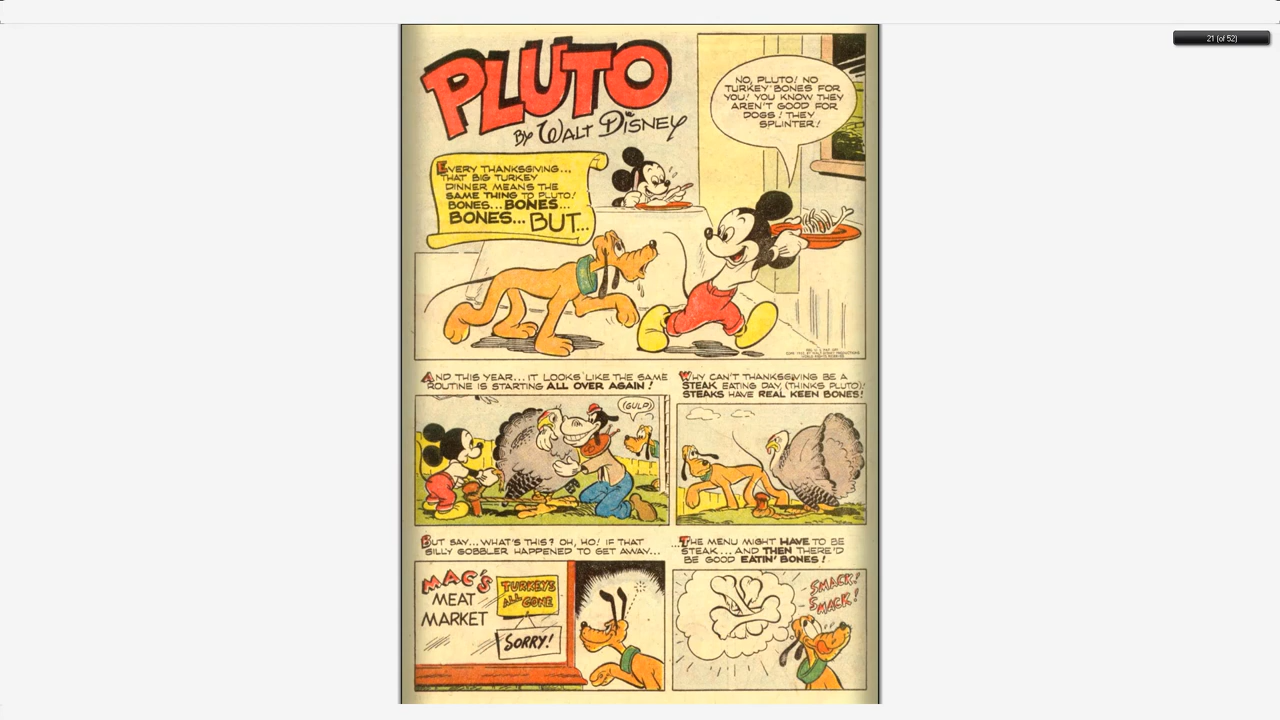 21 (of 52)
PLUTO
BY WALT DISNEY
NO, PLUTO! NO
TURKEY BONES FOR
YOU! YOU KNOW THEY
AREN'T GOOD FOR
DOGS! THEY
SPLINTER!
EVERY THANKSGIVING...
THAT BIG TURKEY
DINNER MEANS THE
SAME THING TO PLUTO!
BONES... BONES...
BONES... BUT...
AND THIS YEAR... IT LOOKS LIKE THE SAME
ROUTINE IS STARTING ALL OVER AGAIN!
(GULP)
WHY CAN'T THANKSGIVING BE A
STEAK EATING DAY, (THINKS PLUTO)!
STEAKS HAVE REAL KEEN BONES!
BUT SAY... WHAT'S THIS? OH, HO! IF THAT
SILLY GOBBLER HAPPENED TO GET AWAY...
MAC'S
MEAT
MARKET
TURKEYS
ALL
GONE
SORRY!
...THE MENU MIGHT HAVE TO BE
STEAK... AND THEN THERE'D
BE GOOD EATIN' BONES!
SMACK!
SMACK!